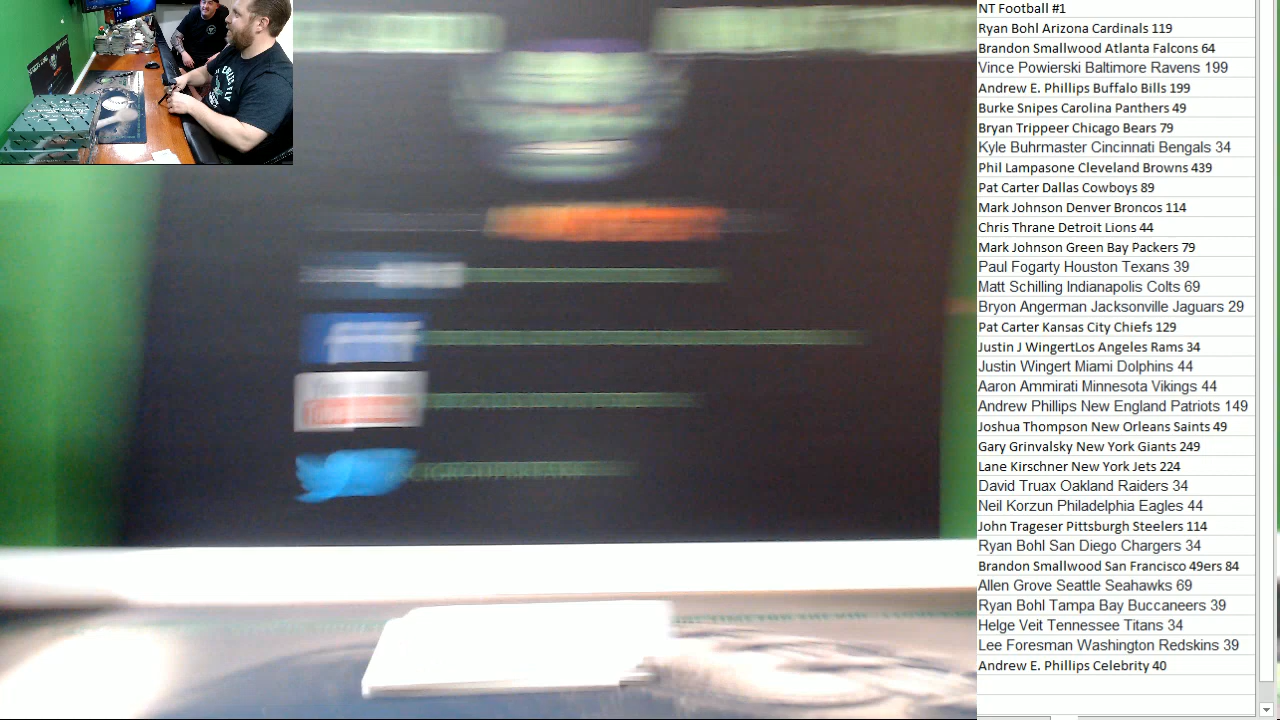 NT Football #1
Ryan Bohl Arizona Cardinals 119
Brandon Smallwood Atlanta Falcons 64
Vince Powierski Baltimore Ravens 199
Andrew E. Phillips Buffalo Bills 199
Burke Snipes Carolina Panthers 49
Bryan Trippeer Chicago Bears 79
Kyle Buhrmaster Cincinnati Bengals 34
Phil Lampasone Cleveland Browns 439
Pat Carter Dallas Cowboys 89
Mark Johnson Denver Broncos 114
Chris Thrane Detroit Lions 44
Mark Johnson Green Bay Packers 79
Paul Fogarty Houston Texans 39
Matt Schilling Indianapolis Colts 69
Bryon Angerman Jacksonville Jaguars 29
Pat Carter Kansas City Chiefs 129
Justin J WingertLos Angeles Rams 34
Justin Wingert Miami Dolphins 44
Aaron Ammirati Minnesota Vikings 44
Andrew Phillips New England Patriots 149
Joshua Thompson New Orleans Saints 49
Gary Grinvalsky New York Giants 249
Lane Kirschner New York Jets 224
David Truax Oakland Raiders 34
Neil Korzun Philadelphia Eagles 44
John Trageser Pittsburgh Steelers 114
Ryan Bohl San Diego Chargers 34
Brandon Smallwood San Francisco 49ers 84
Allen Grove Seattle Seahawks 69
Ryan Bohl Tampa Bay Buccaneers 39
Helge Veit Tennessee Titans 34
Lee Foresman Washington Redskins 39
Andrew E. Phillips Celebrity 40